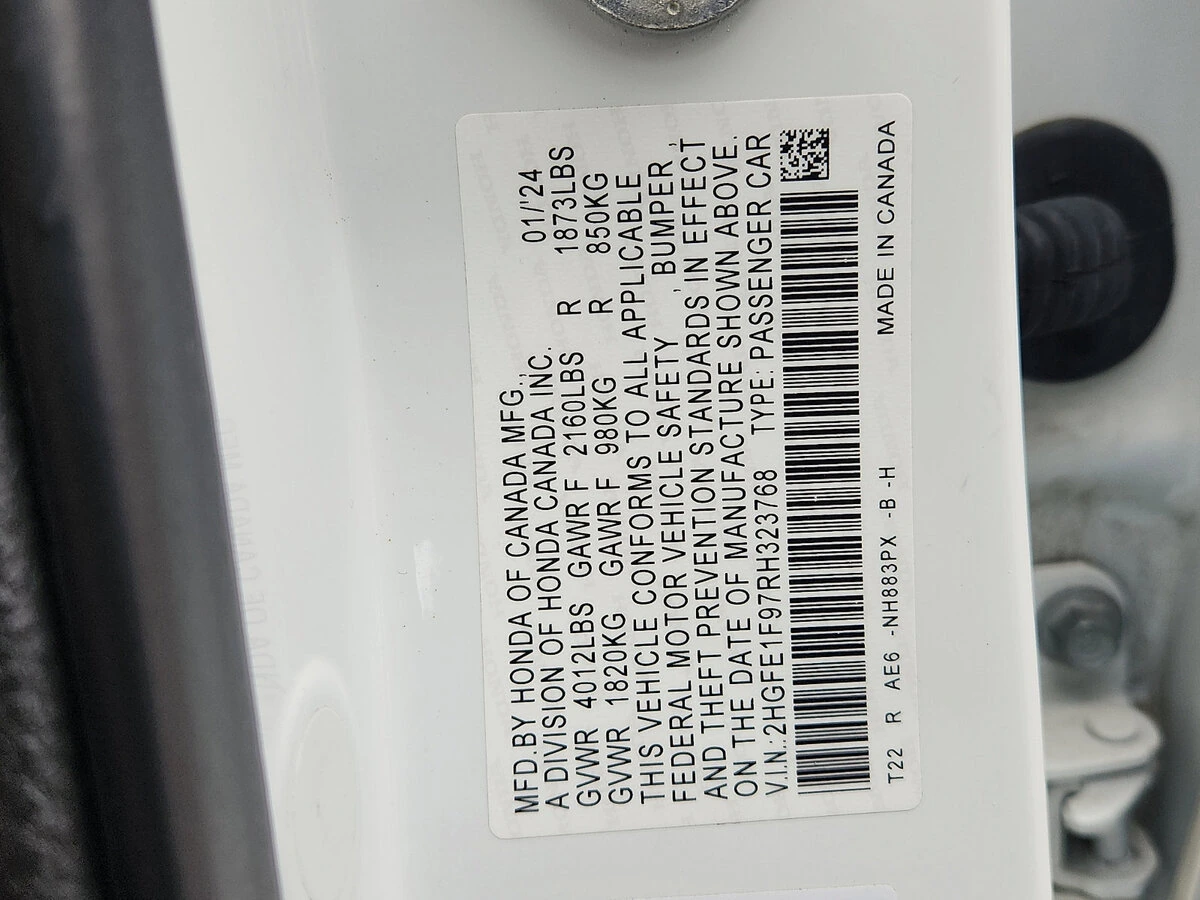 MFD.BY HONDA OF CANADA MFG., 01/'24
A DIVISION OF HONDA CANADA INC.
GVWR 4012LBS GAWR F 2160LBS R 1873LBS
GVWR 1820KG GAWR F 980KG R 850KG
THIS VEHICLE CONFORMS TO ALL APPLICABLE
FEDERAL MOTOR VEHICLE SAFETY , BUMPER ,
AND THEFT PREVENTION STANDARDS IN EFFECT
ON THE DATE OF MANUFACTURE SHOWN ABOVE.
V.I.N.:2HGFE1F97RH323768 TYPE: PASSENGER CAR
T22 R AE6 -NH883PX -B -H MADE IN CANADA